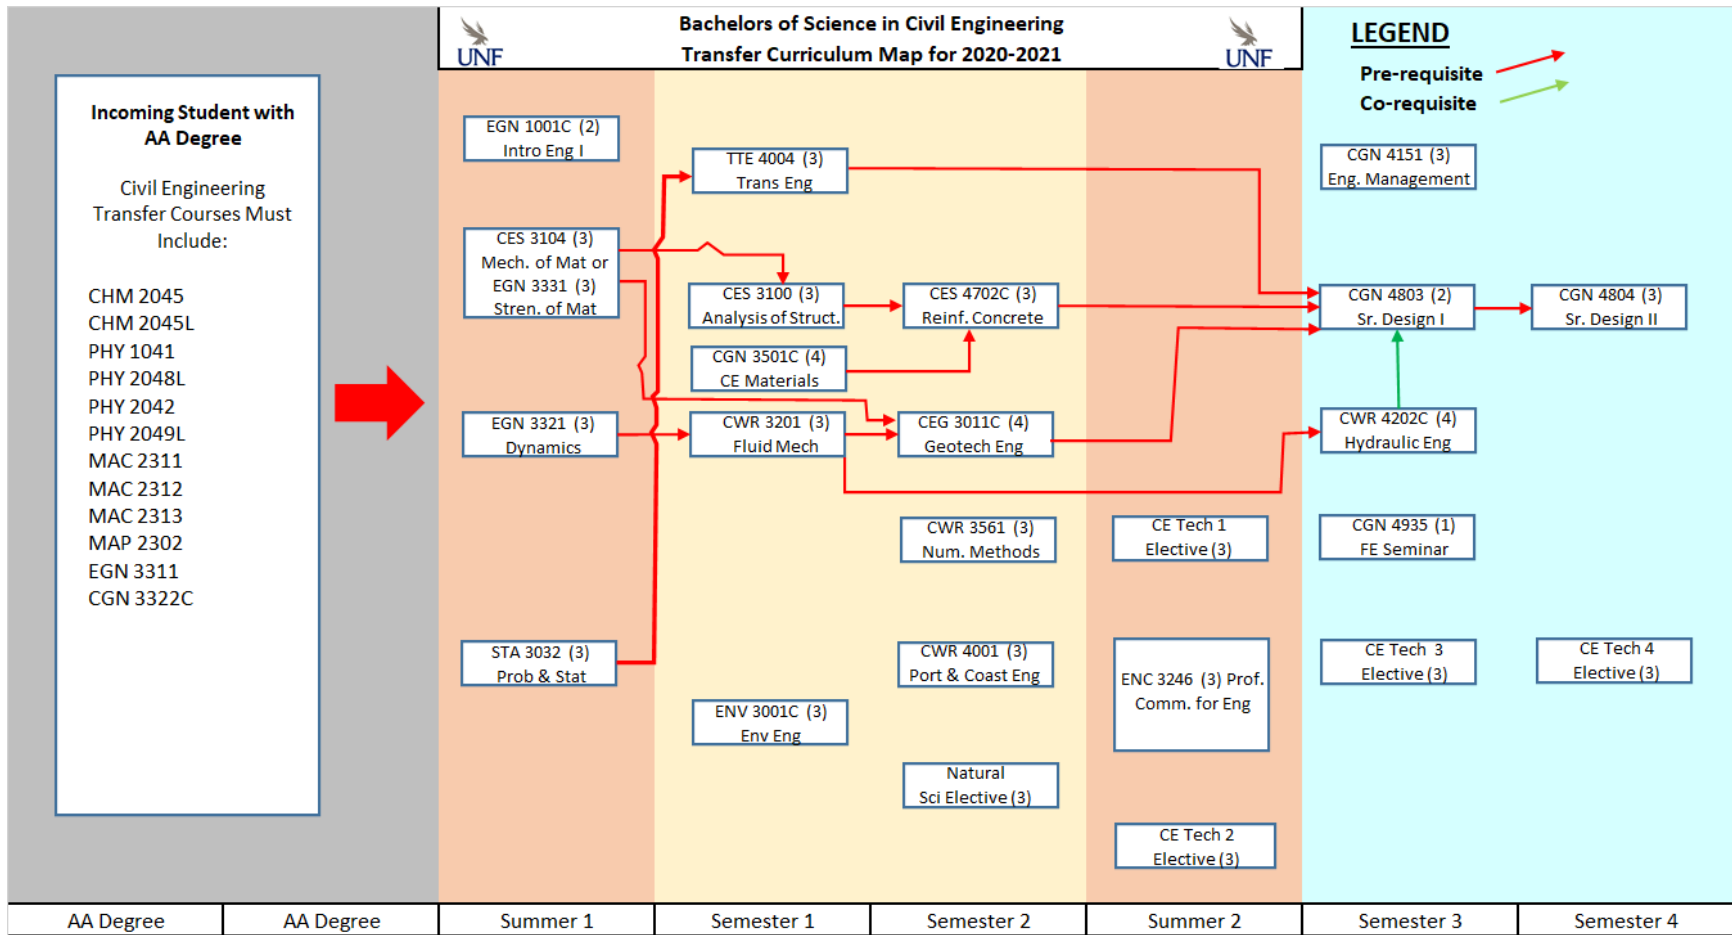 UNF
Bachelors of Science in Civil Engineering
Transfer Curriculum Map for 2020-2021
UNF
LEGEND
Pre-requisite
Co-requisite
Incoming Student with
AA Degree
Civil Engineering
Transfer Courses Must
Include:
CHM 2045
CHM 2045L
PHY 1041
PHY 2048L
PHY 2042
PHY 2049L
MAC 2311
MAC 2312
MAC 2313
MAP 2302
EGN 3311
CGN 3322C
EGN 1001C (2)
Intro Eng I
CES 3104 (3)
Mech. of Mat or
EGN 3331 (3)
Stren. of Mat
EGN 3321 (3)
Dynamics
STA 3032 (3)
Prob & Stat
TTE 4004 (3)
Trans Eng
CES 3100 (3)
Analysis of Struct.
CGN 3501C (4)
CE Materials
CWR 3201 (3)
Fluid Mech
ENV 3001C (3)
Env Eng
CES 4702C (3)
Reinf. Concrete
CEG 3011C (4)
Geotech Eng
CWR 3561 (3)
Num. Methods
CWR 4001 (3)
Port & Coast Eng
Natural
Sci Elective (3)
CE Tech 1
Elective (3)
ENC 3246 (3) Prof.
Comm. for Eng
CE Tech 2
Elective (3)
CGN 4151 (3)
Eng. Management
CGN 4803 (2)
Sr. Design I
CWR 4202C (4)
Hydraulic Eng
CGN 4935 (1)
FE Seminar
CE Tech 3
Elective (3)
CGN 4804 (3)
Sr. Design II
CE Tech 4
Elective (3)
AA Degree
AA Degree
Summer 1
Semester 1
Semester 2
Summer 2
Semester 3
Semester 4